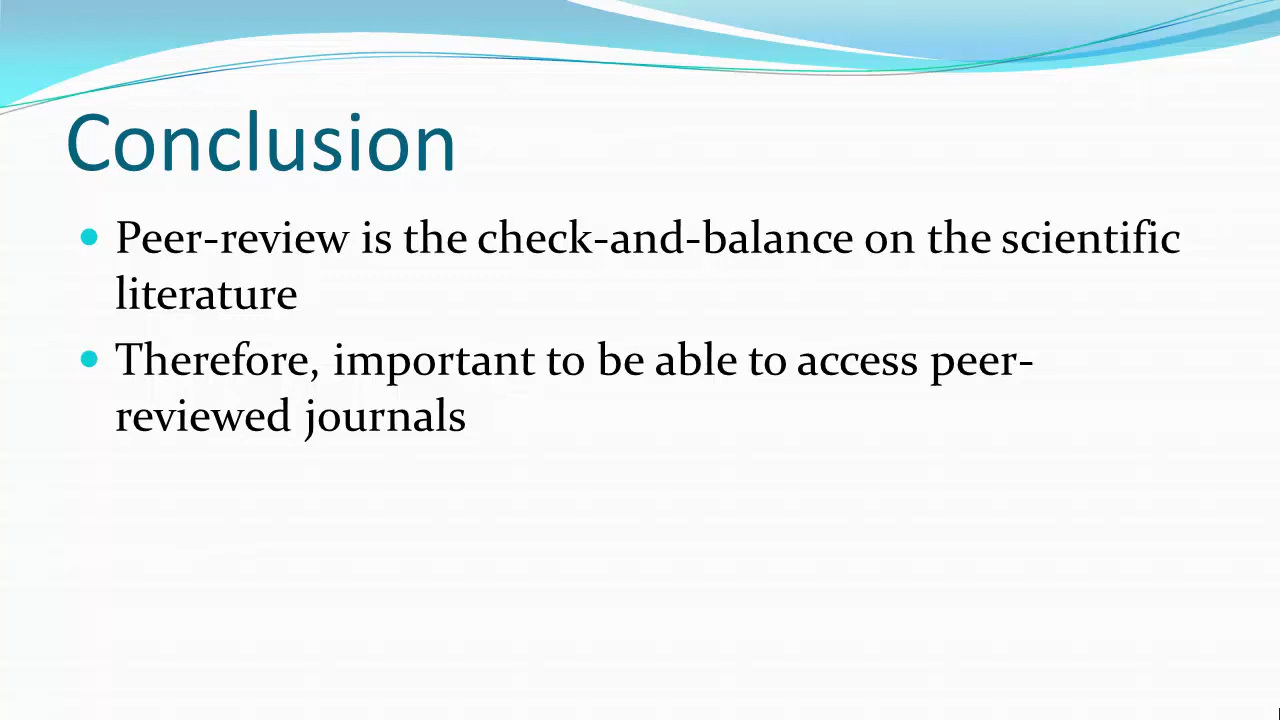 Conclusion
Peer-review is the check-and-balance on the scientific
literature
Therefore, important to be able to access peer-
reviewed journals